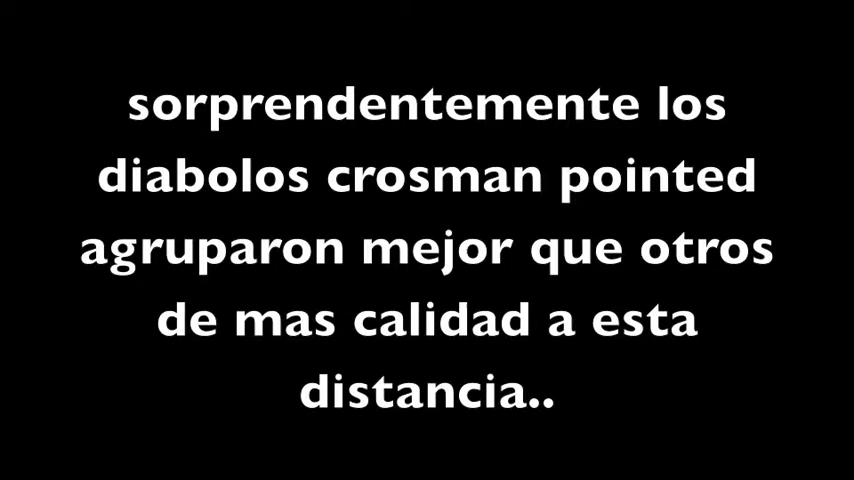 sorprendentemente los
diabolos crosman pointed
agruparon mejor que otros
de mas calidad a esta
distancia..